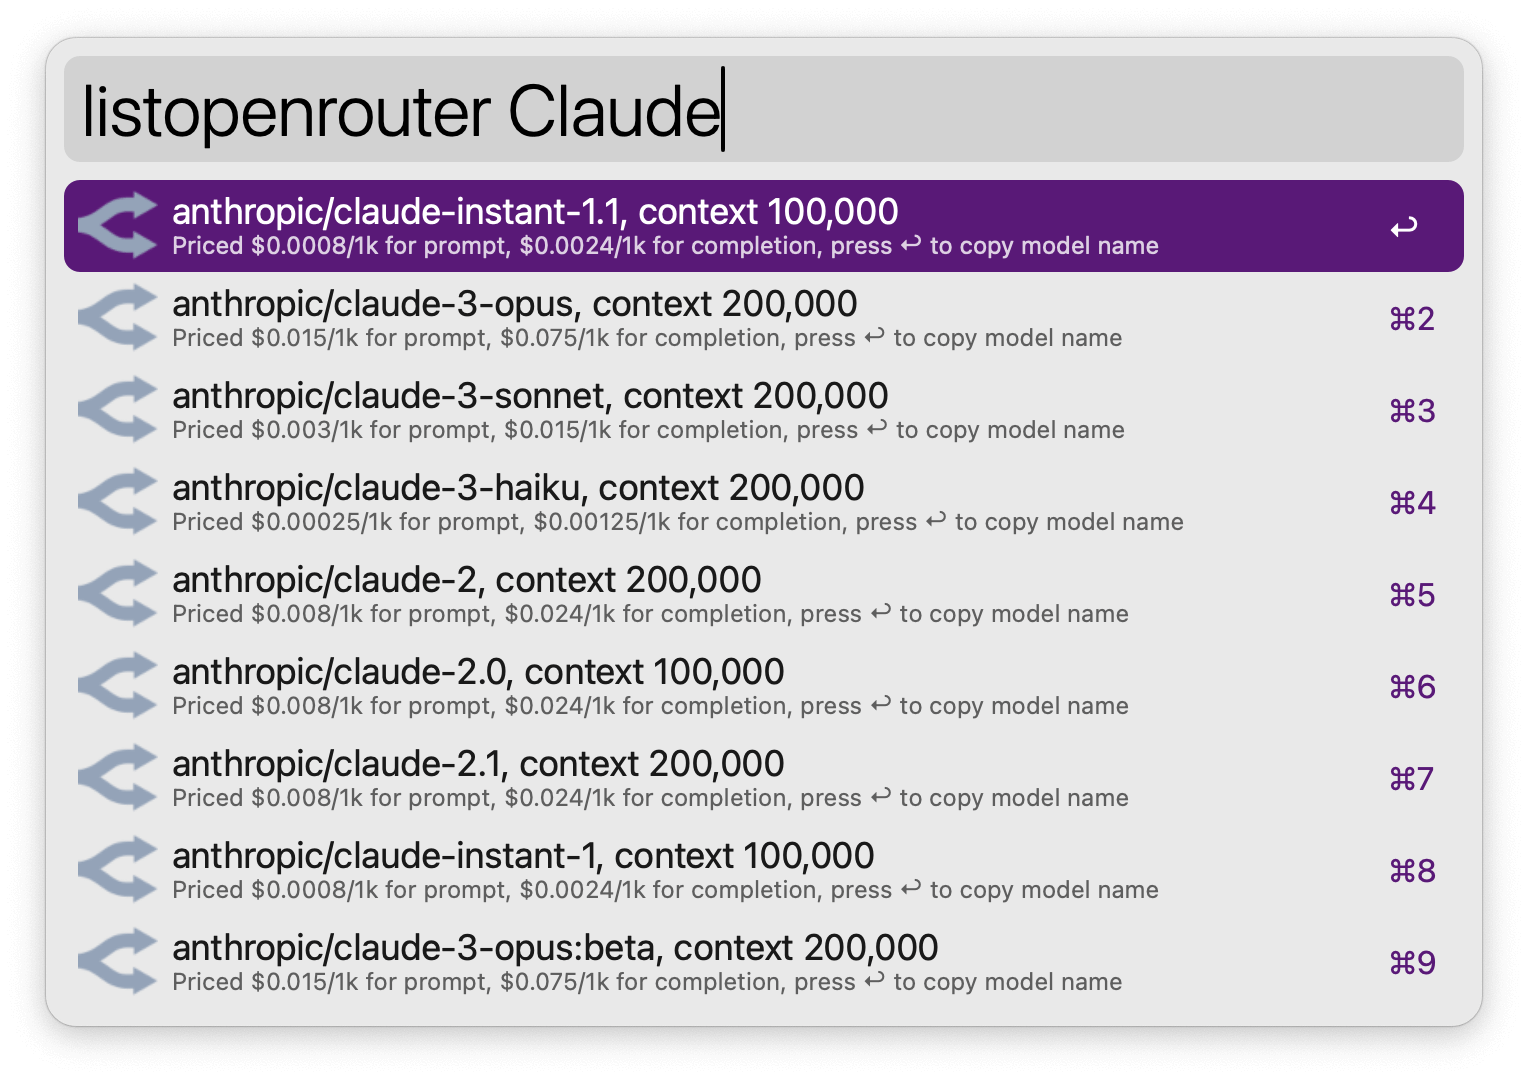 listopenrouter Claude
anthropic/claude-instant-1.1, context 100,000
Priced $0.0008/1k for prompt, $0.0024/1k for completion, press ↩ to copy model name
↩
anthropic/claude-3-opus, context 200,000
Priced $0.015/1k for prompt, $0.075/1k for completion, press ↩ to copy model name
⌘2
anthropic/claude-3-sonnet, context 200,000
Priced $0.003/1k for prompt, $0.015/1k for completion, press ↩ to copy model name
⌘3
anthropic/claude-3-haiku, context 200,000
Priced $0.00025/1k for prompt, $0.00125/1k for completion, press ↩ to copy model name
⌘4
anthropic/claude-2, context 200,000
Priced $0.008/1k for prompt, $0.024/1k for completion, press ↩ to copy model name
⌘5
anthropic/claude-2.0, context 100,000
Priced $0.008/1k for prompt, $0.024/1k for completion, press ↩ to copy model name
⌘6
anthropic/claude-2.1, context 200,000
Priced $0.008/1k for prompt, $0.024/1k for completion, press ↩ to copy model name
⌘7
anthropic/claude-instant-1, context 100,000
Priced $0.0008/1k for prompt, $0.0024/1k for completion, press ↩ to copy model name
⌘8
anthropic/claude-3-opus:beta, context 200,000
Priced $0.015/1k for prompt, $0.075/1k for completion, press ↩ to copy model name
⌘9